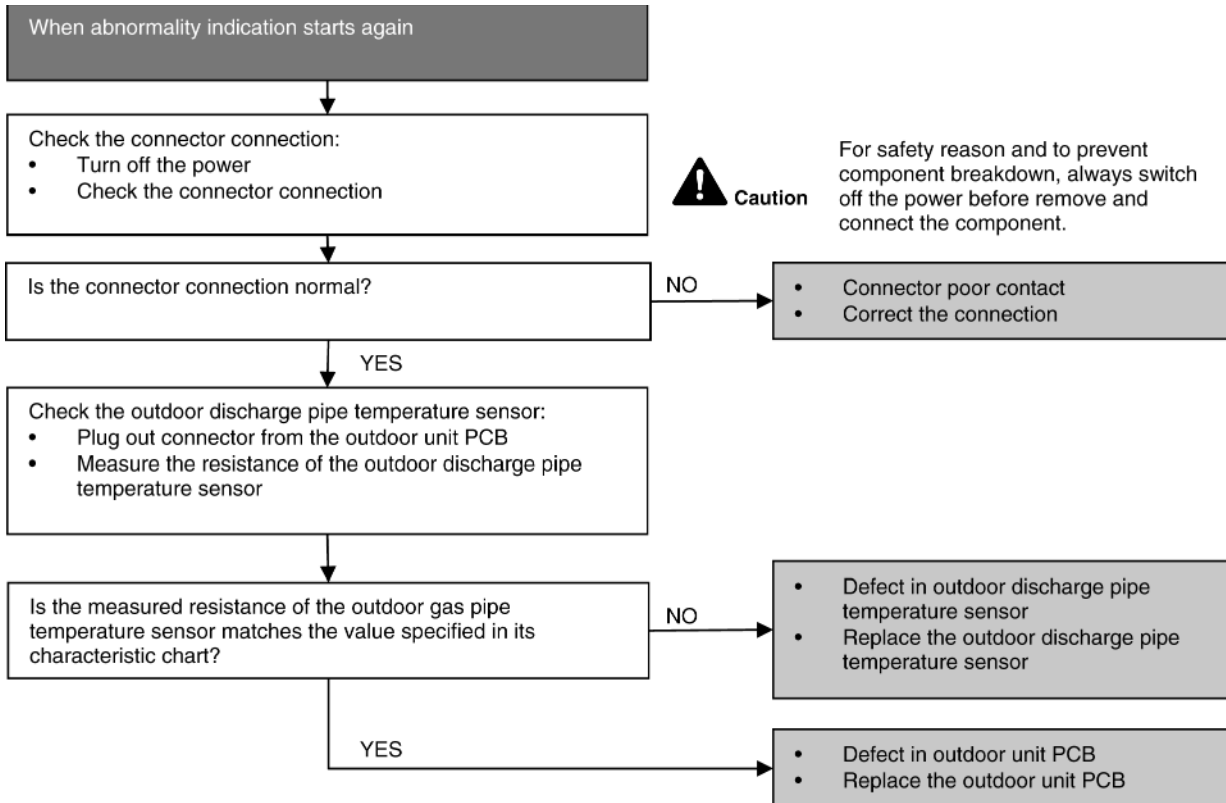 When abnormality indication starts again
Check the connector connection:
• Turn off the power
• Check the connector connection
Caution
For safety reason and to prevent
component breakdown, always switch
off the power before remove and
connect the component.
Is the connector connection normal?
NO
• Connector poor contact
• Correct the connection
YES
Check the outdoor discharge pipe temperature sensor:
• Plug out connector from the outdoor unit PCB
• Measure the resistance of the outdoor discharge pipe
temperature sensor
Is the measured resistance of the outdoor gas pipe
temperature sensor matches the value specified in its
characteristic chart?
NO
• Defect in outdoor discharge pipe
temperature sensor
• Replace the outdoor discharge pipe
temperature sensor
YES
• Defect in outdoor unit PCB
• Replace the outdoor unit PCB